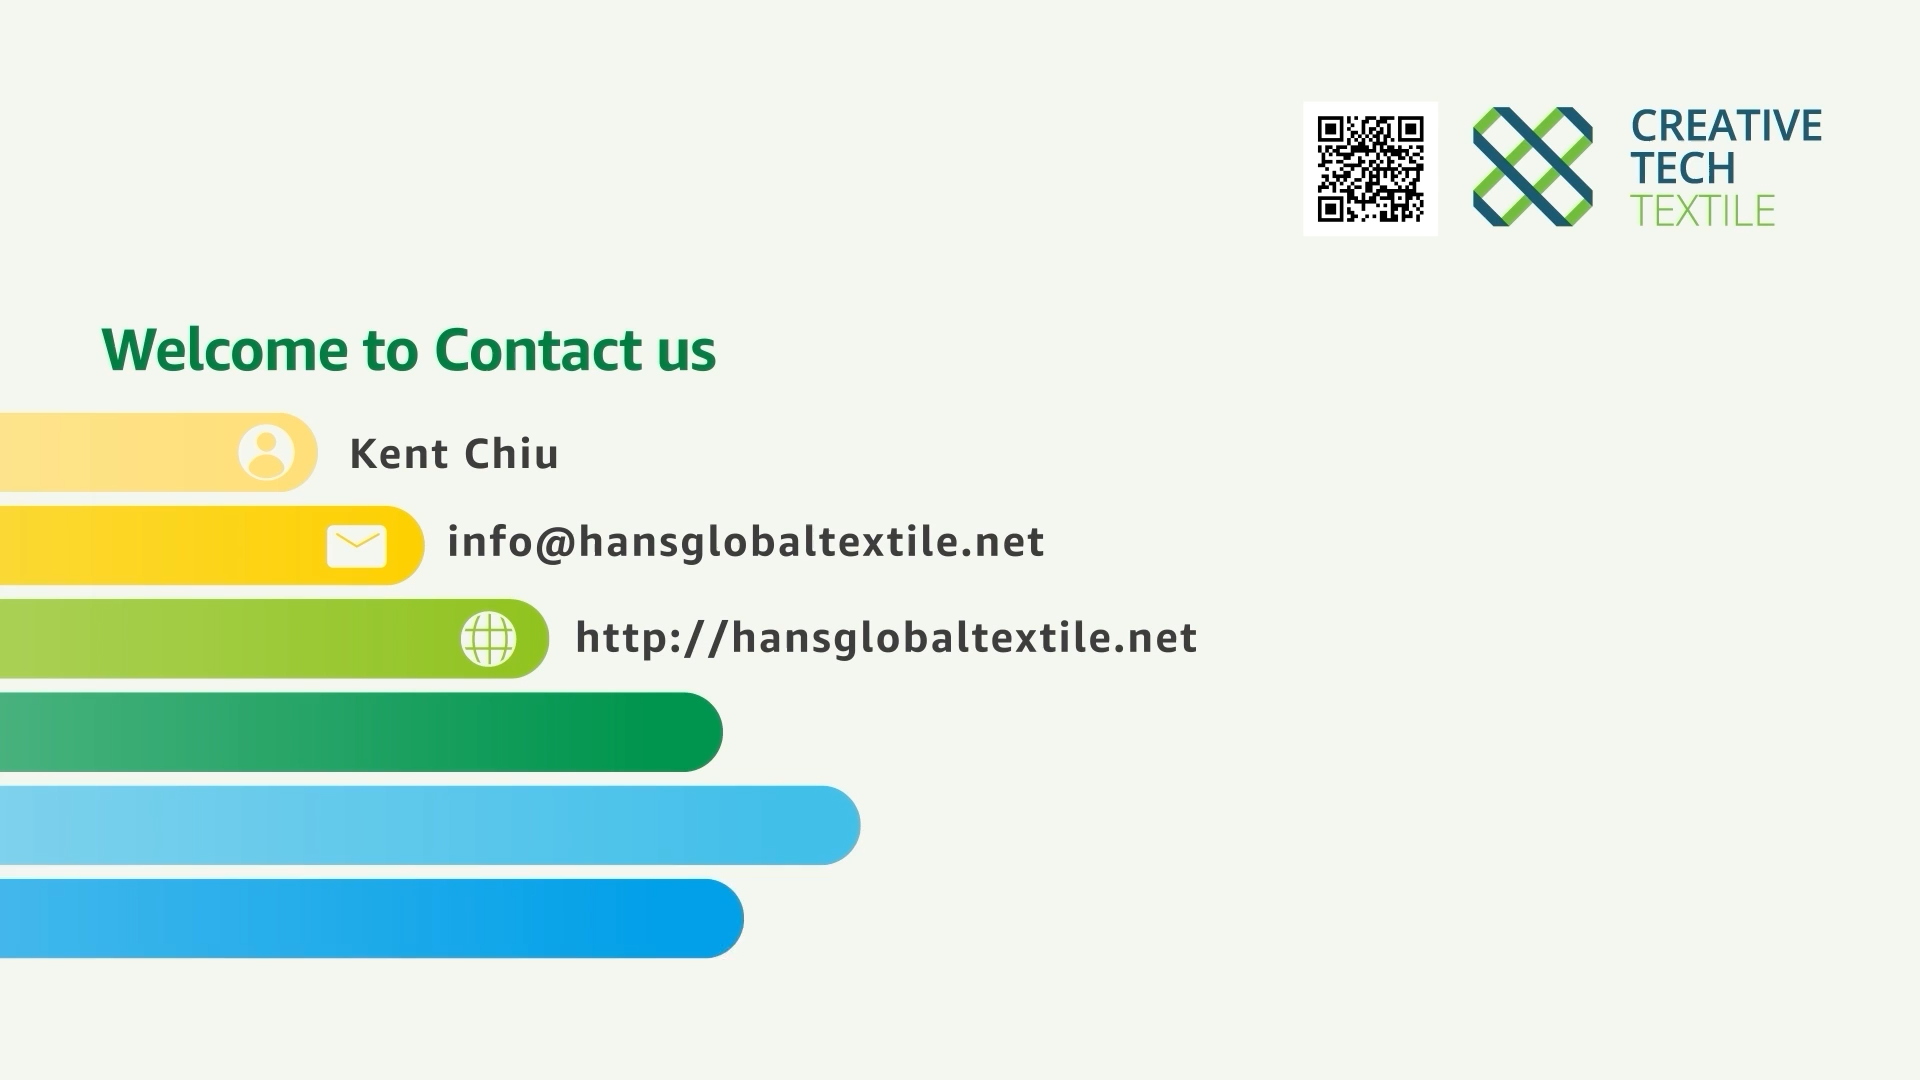 CREATIVE
TECH
TEXTILE
Welcome to Contact us
Kent Chiu
info@hansglobaltextile.net
http://hansglobaltextile.net